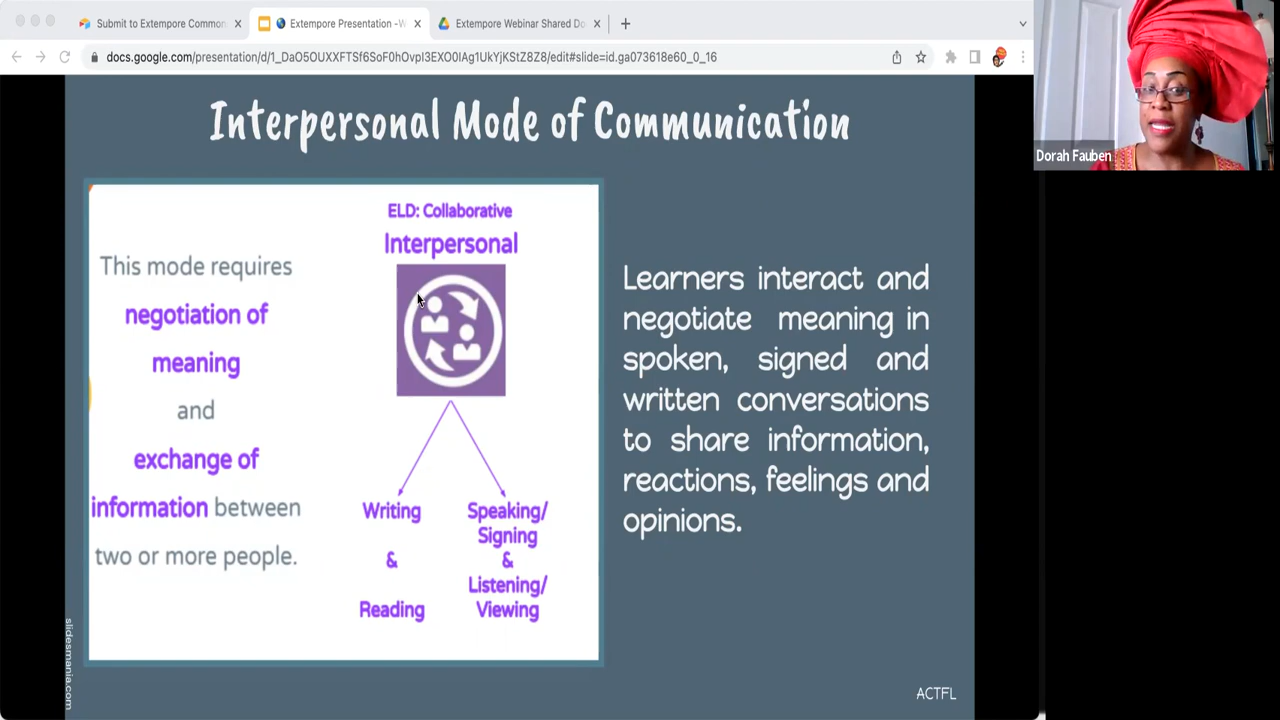 Submit to Extempore Common
Extempore Presentation -W
Extempore Webinar Shared Do
docs.google.com/presentation/d/1_DaO5OUXXFTSf6SoF0hOvpI3EXO0IAg1UkYjKStZ8Z8/edit#slide=id.ga073618e60_0_16
Dorah Fauben
Interpersonal Mode of Communication
This mode requires
negotiation of
meaning
and
exchange of
information between
two or more people.
ELD: Collaborative
Interpersonal
Writing
&
Reading
Speaking/
Signing
&
Listening/
Viewing
Learners interact and
negotiate meaning in
spoken, signed and
written conversations
to share information,
reactions, feelings and
opinions.
slidesmania.com
ACTFL